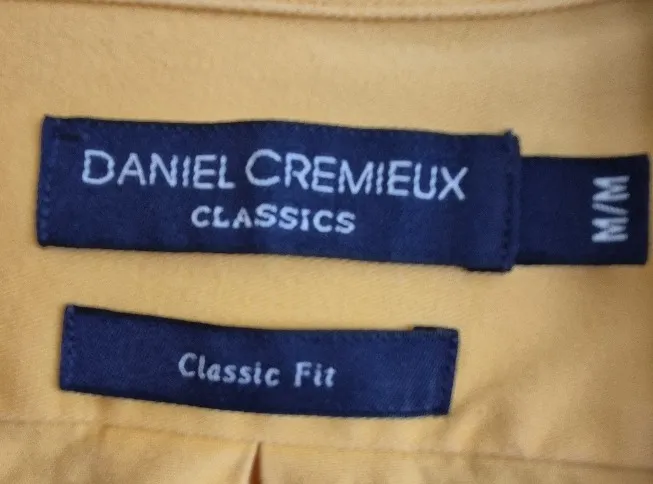 DANIEL CREMIEUX
CLASSICS
M/M
Classic Fit